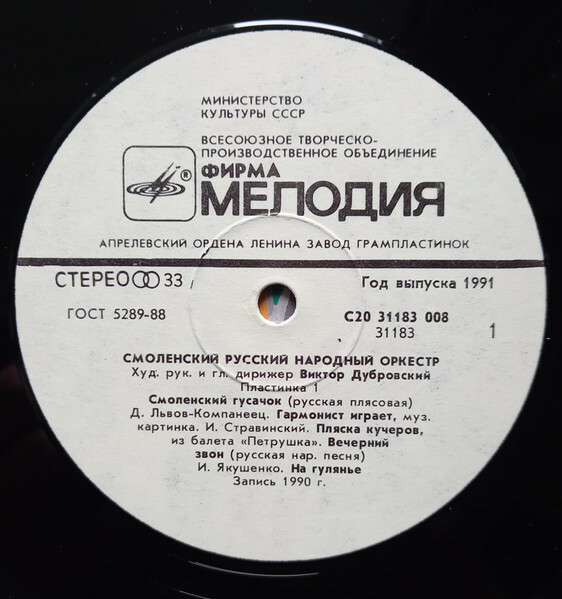 МИНИСТЕРСТВО
КУЛЬТУРЫ СССР
ВСЕСОЮЗНОЕ ТВОРЧЕСКО-
ПРОИЗВОДСТВЕННОЕ ОБЪЕДИНЕНИЕ
® ФИРМА
МЕЛОДИЯ
АПРЕЛЕВСКИЙ ОРДЕНА ЛЕНИНА ЗАВОД ГРАМПЛАСТИНОК
СТЕРЕО 33 Год выпуска 1991
ГОСТ 5289-88 С20 31183 008
31183 1
СМОЛЕНСКИЙ РУССКИЙ НАРОДНЫЙ ОРКЕСТР
Худ. рук. и гл. дирижер Виктор Дубровский
Пластинка 1
Смоленский гусачок (русская плясовая)
Д. Львов-Компанеец. Гармонист играет, муз.
картинка. И. Стравинский. Пляска кучеров,
из балета «Петрушка». Вечерний
звон (русская нар. песня)
И. Якушенко. На гулянье
Запись 1990 г.